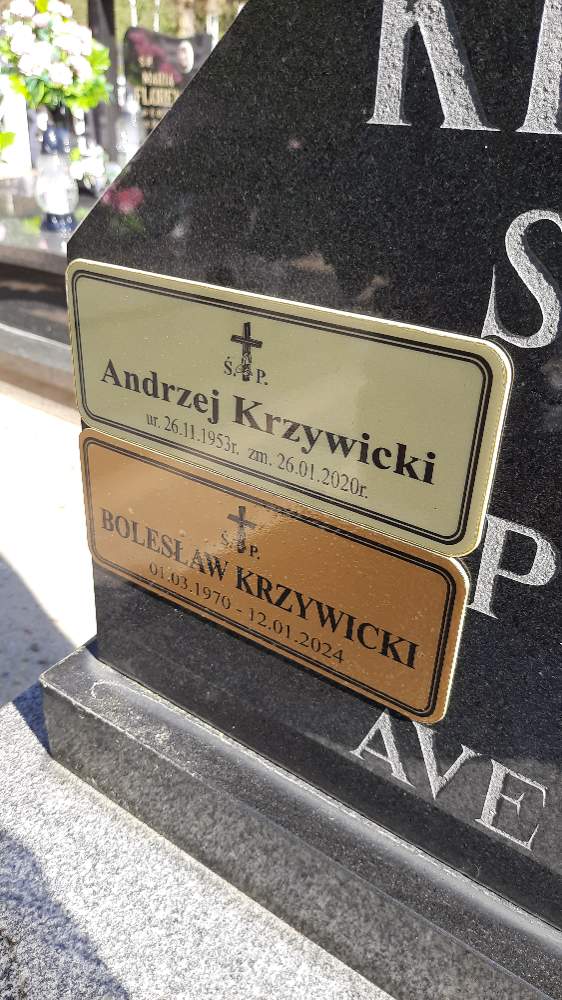 MARIA
Ś. P.
Andrzej Krzywicki
ur. 26.11.1953r. zm. 26.01.2020r.
Ś. P.
BOLESŁAW KRZYWICKI
01.03.1970 - 12.01.2024
K
S
P
AVE